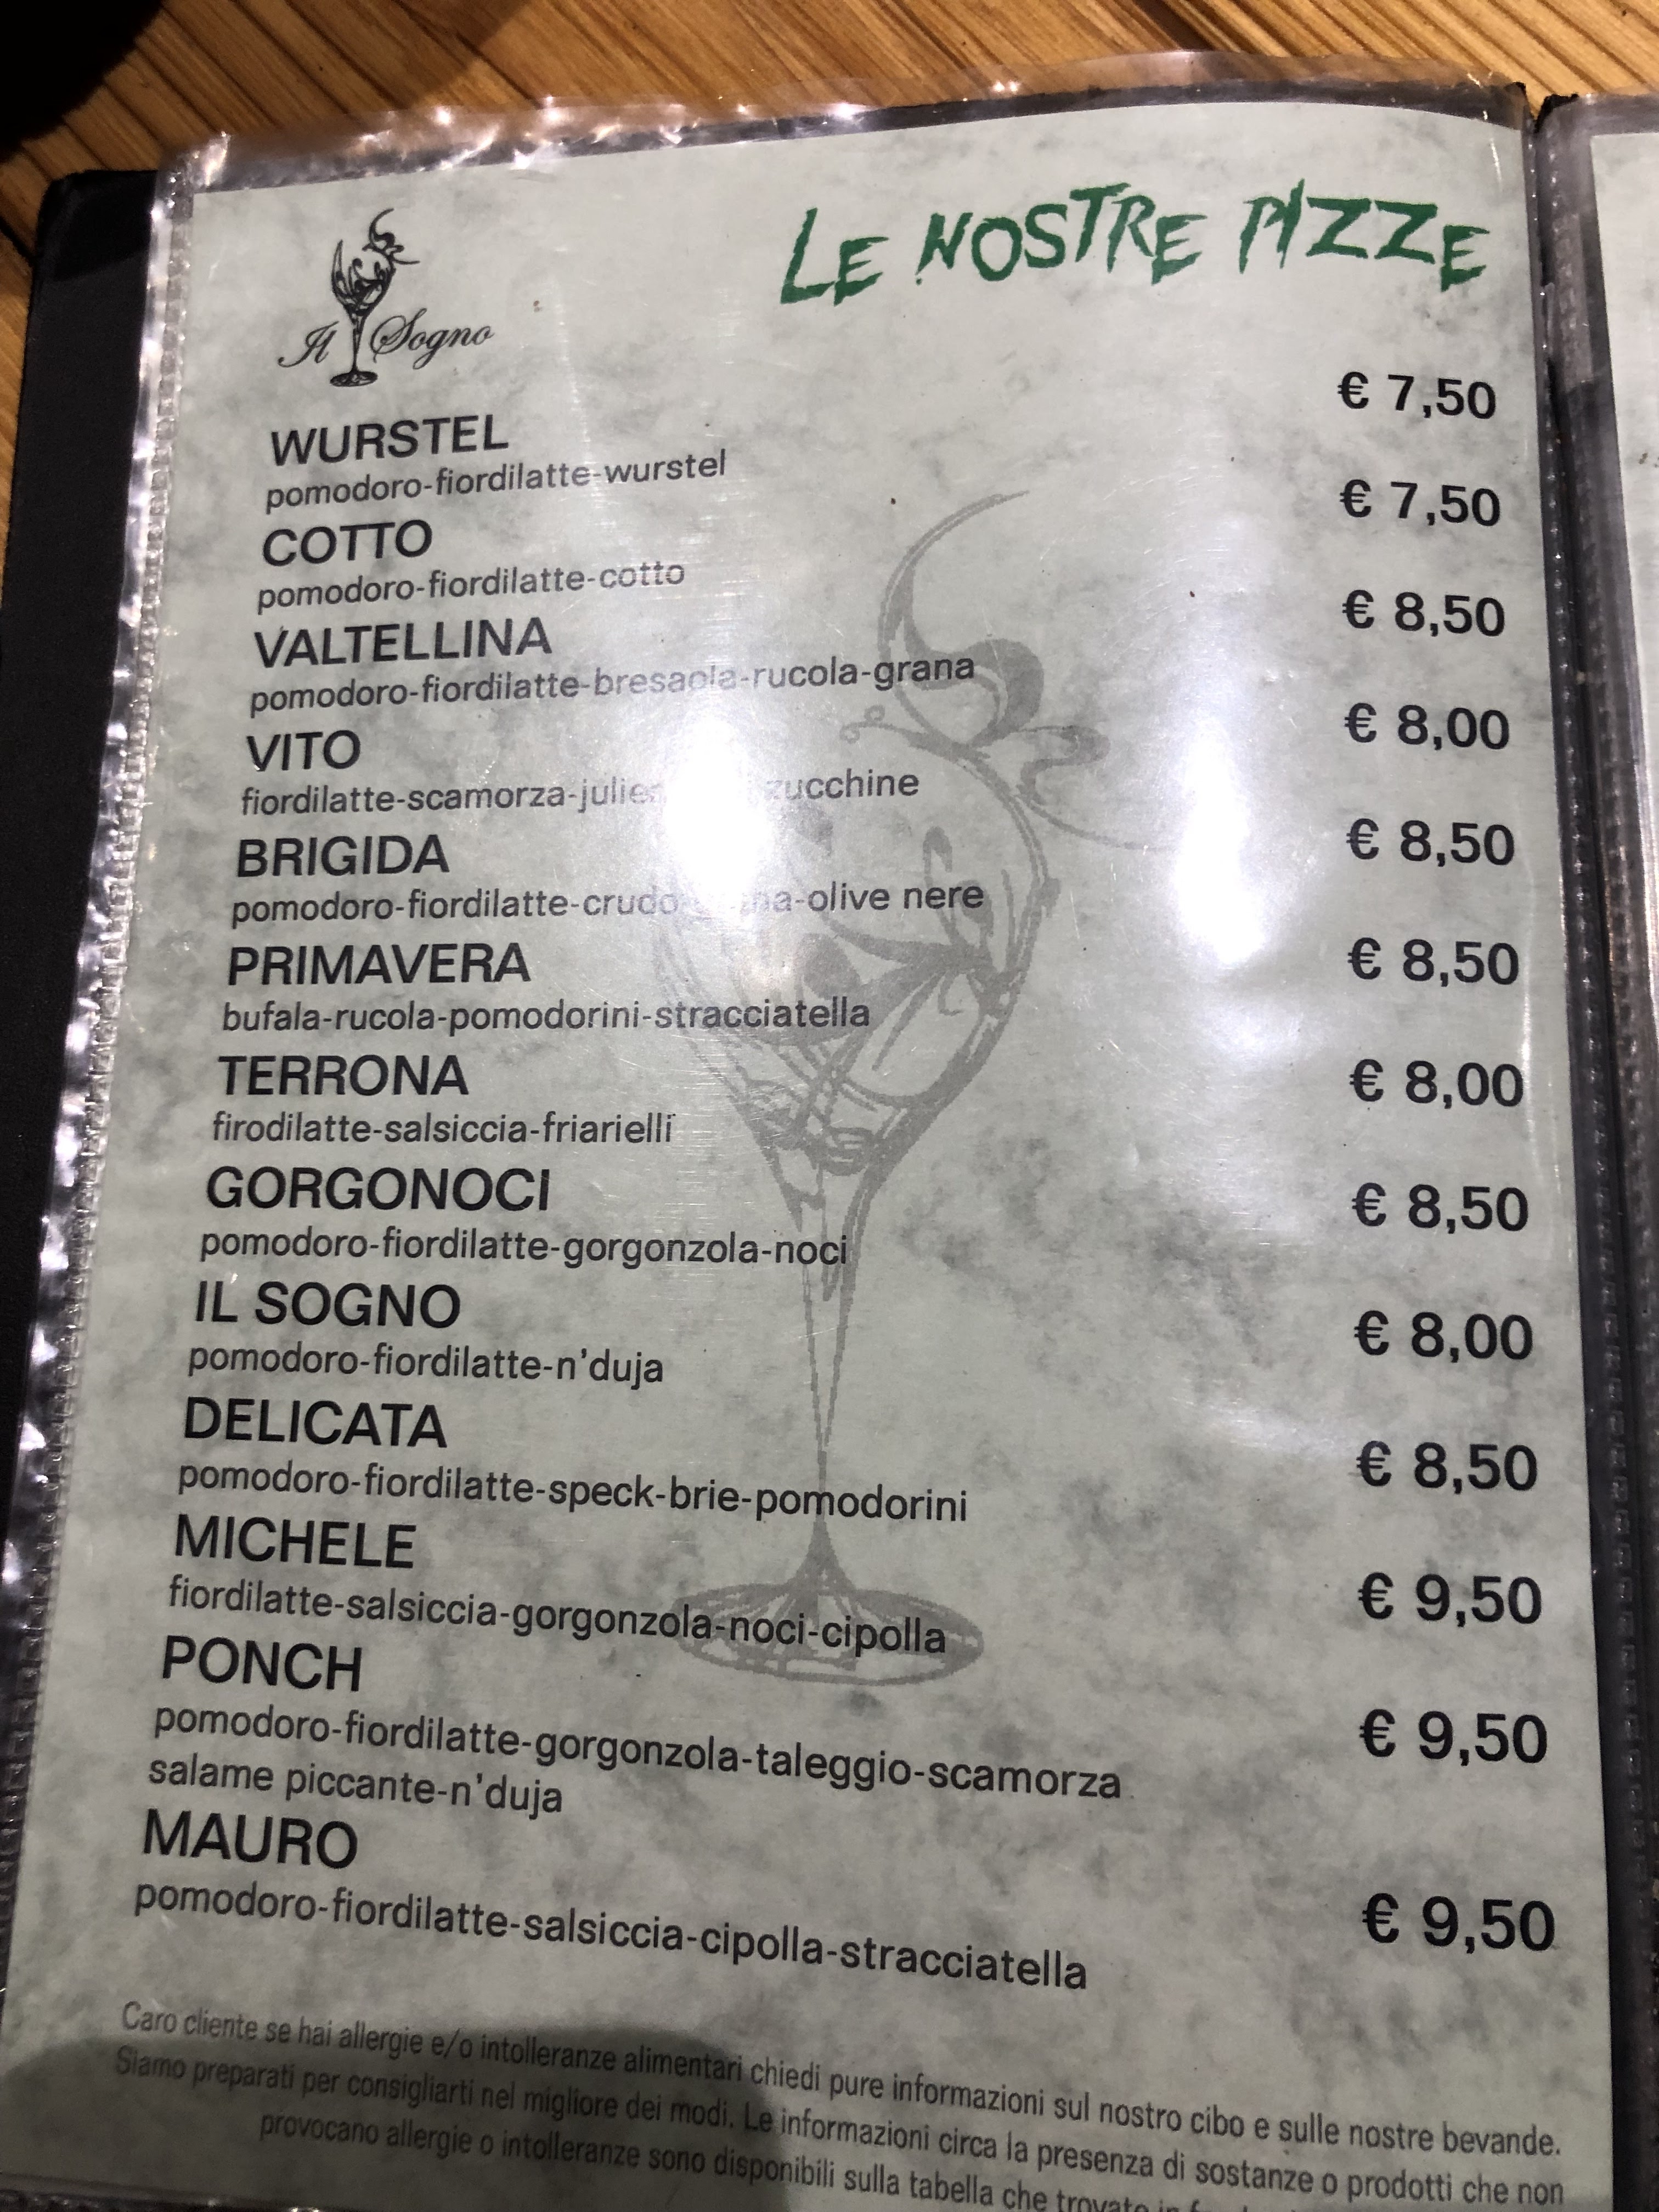 Il Sogno
LE NOSTRE PIZZE
WURSTEL € 7,50
pomodoro-fiordilatte-wurstel
COTTO € 7,50
pomodoro-fiordilatte-cotto
VALTELLINA € 8,50
pomodoro-fiordilatte-bresaola-rucola-grana
VITO € 8,00
fiordilatte-scamorza- zucchine
BRIGIDA € 8,50
pomodoro-fiordilatte-crudo -olive nere
PRIMAVERA € 8,50
bufala-rucola-pomodorini-stracciatella
TERRONA € 8,00
firodilatte-salsiccia-friarielli
GORGONOCI € 8,50
pomodoro-fiordilatte-gorgonzola-noci
IL SOGNO € 8,00
pomodoro-fiordilatte-n'duja
DELICATA € 8,50
pomodoro-fiordilatte-speck-brie-pomodorini
MICHELE € 9,50
fiordilatte-salsiccia-gorgonzola-noci-cipolla
PONCH € 9,50
pomodoro-fiordilatte-gorgonzola-taleggio-scamorza
salame piccante-n'duja
MAURO € 9,50
pomodoro-fiordilatte-salsiccia-cipolla-stracciatella
Caro cliente se hai allergie e/o intolleranze alimentari chiedi pure informazioni sul nostro cibo e sulle nostre bevande.
Siamo preparati per consigliarti nel migliore dei modi. Le informazioni circa la presenza di sostanze o prodotti che non
provocano allergie o intolleranze sono disponibili sulla tabella che trovate in